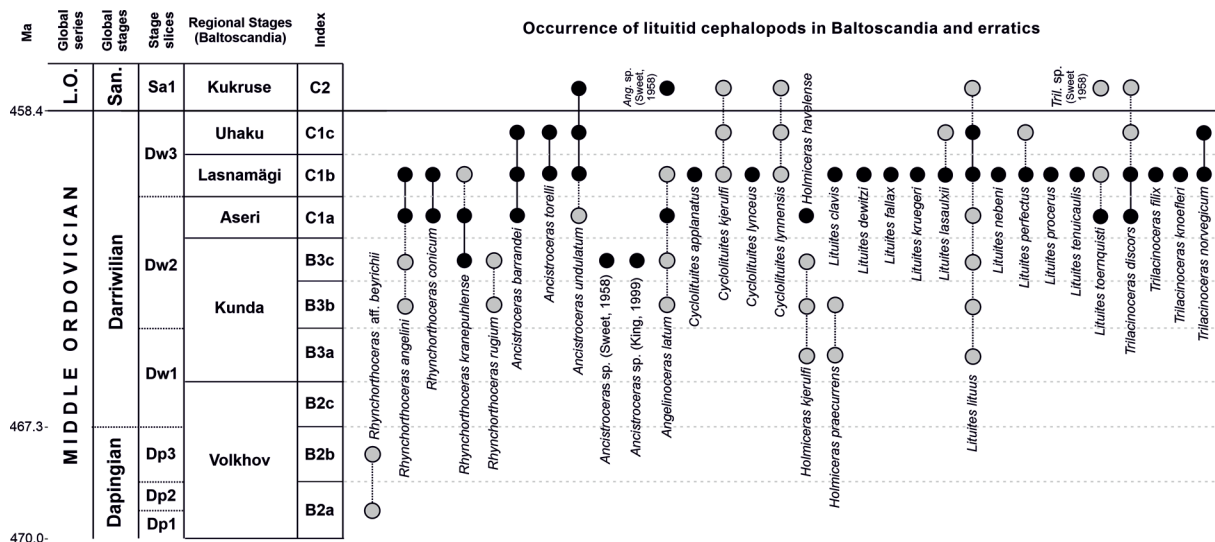 Occurrence of lituitid cephalopods in Baltoscandia and erratics
Ma
Global series
Global stages
Stage slices
Regional Stages
(Baltoscandia)
Index
L.O.
San.
Sa1
Kukruse
C2
458.4
MIDDLE ORDOVICIAN
Darriwilian
Dw3
Uhaku
C1c
Lasnamägi
C1b
Dw2
Aseri
C1a
Kunda
B3c
B3b
Dw1
B3a
Volkhov
B2c
467.3
Dapingian
Dp3
B2b
Dp2
B2a
Dp1
470.0
Rhynchorthoceras aff. beyrichii
Rhynchorthoceras angelini
Rhynchorthoceras conicum
Rhynchorthoceras kranepuhlense
Rhynchorthoceras rugium
Ancistroceras barrandei
Ancistroceras torelli
Ancistroceras undulatum
Ancistroceras sp. (Sweet, 1958)
Ancistroceras sp. (King, 1999)
Ang. sp.
(Sweet,
1958)
Angelinoceras latum
Cyclolituites applanatus
Cyclolituites kjerulfi
Cyclolituites lynceus
Cyclolituites lynnensis
Holmiceras havelense
Holmiceras kjerulfi
Holmiceras praecurrens
Lituites clavis
Lituites dewitzi
Lituites fallax
Lituites kruegeri
Lituites lasaulxii
Lituites lituus
Lituites nebeni
Lituites perfectus
Lituites procerus
Lituites tenuicaulis
Tril. sp.
(Sweet
1958)
Lituites toernquisti
Trilacinoceras discors
Trilacinoceras filix
Trilacinoceras knoefleri
Trilacinoceras norvegicum